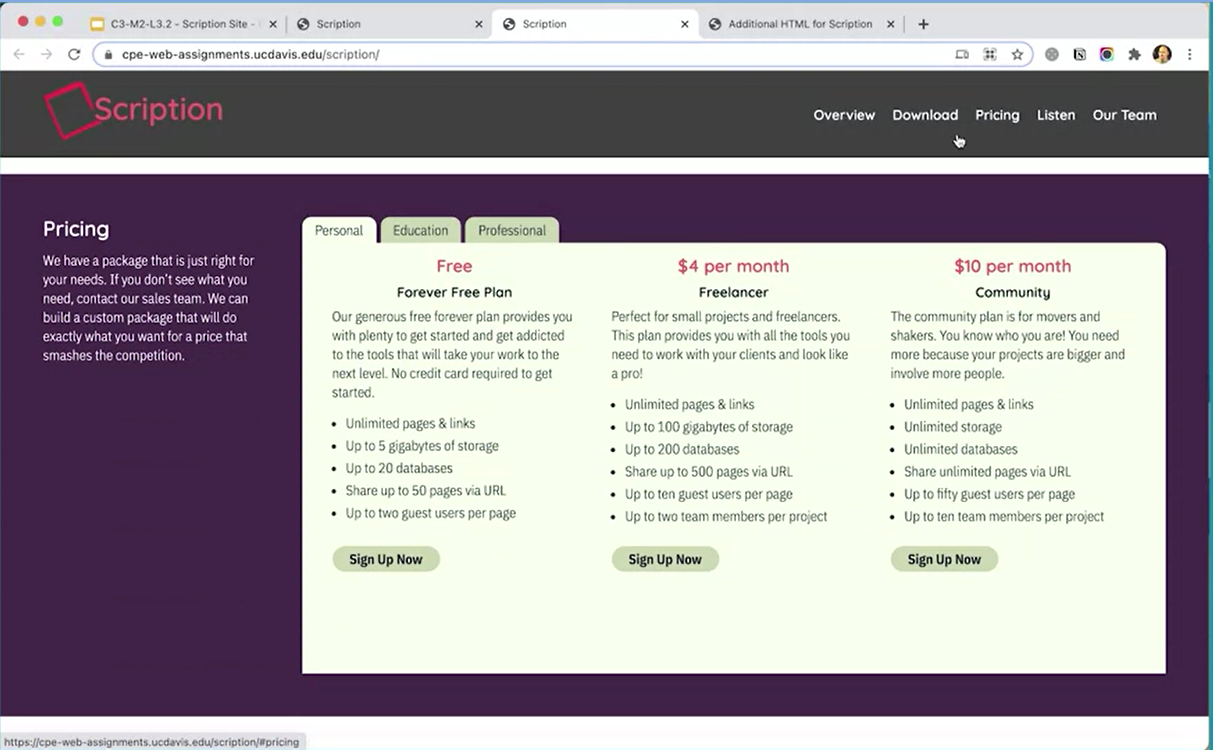 C3-M2-L3.2 - Scription Site -
Scription
Scription
Additional HTML for Scription
cpe-web-assignments.ucdavis.edu/scription/
Scription
Overview Download Pricing Listen Our Team
Pricing
We have a package that is just right for
your needs. If you don't see what you
need, contact our sales team. We can
build a custom package that will do
exactly what you want for a price that
smashes the competition.
Personal Education Professional
Free
Forever Free Plan
Our generous free forever plan provides you
with plenty to get started and get addicted
to the tools that will take your work to the
next level. No credit card required to get
started.
• Unlimited pages & links
• Up to 5 gigabytes of storage
• Up to 20 databases
• Share up to 50 pages via URL
• Up to two guest users per page
Sign Up Now
$4 per month
Freelancer
Perfect for small projects and freelancers.
This plan provides you with all the tools you
need to work with your clients and look like
a pro!
• Unlimited pages & links
• Up to 100 gigabytes of storage
• Up to 200 databases
• Share up to 500 pages via URL
• Up to ten guest users per page
• Up to two team members per project
Sign Up Now
$10 per month
Community
The community plan is for movers and
shakers. You know who you are! You need
more because your projects are bigger and
involve more people.
• Unlimited pages & links
• Unlimited storage
• Unlimited databases
• Share unlimited pages via URL
• Up to fifty guest users per page
• Up to ten team members per project
Sign Up Now
https://cpe-web-assignments.ucdavis.edu/scription/#pricing